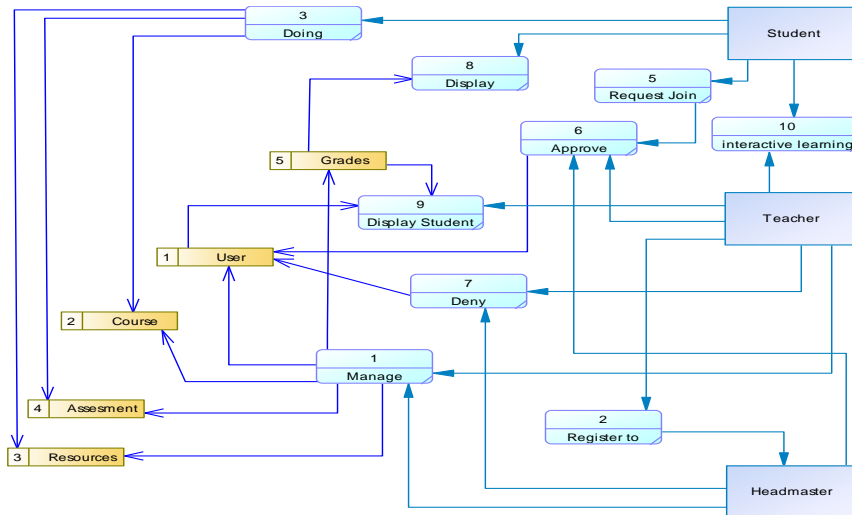 3
Doing
Student
8
Display
5
Request Join
6
Approve
10
interactive learning
5 Grades
9
Display Student
Teacher
1 User
7
Deny
2 Course
1
Manage
4 Assesment
2
Register to
3 Resources
Headmaster